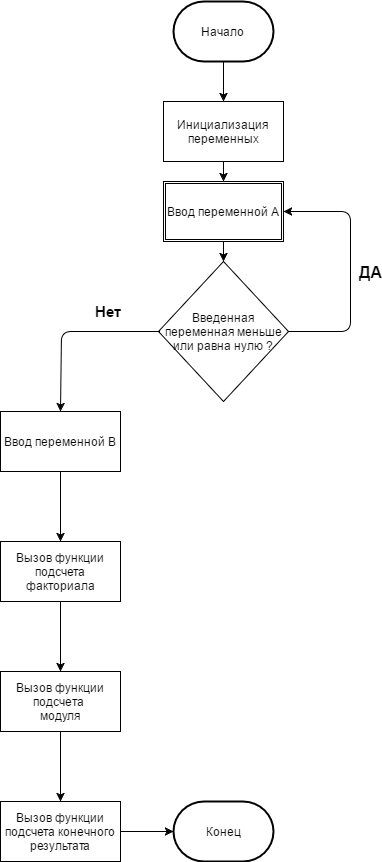 Начало
Инициализация
переменных
Ввод переменной А
ДА
Введенная
переменная меньше
или равна нулю ?
Нет
Ввод переменной В
Вызов функции
подсчета
факториала
Вызов функции
подсчета
модуля
Вызов функции
подсчета конечного
результата
Конец